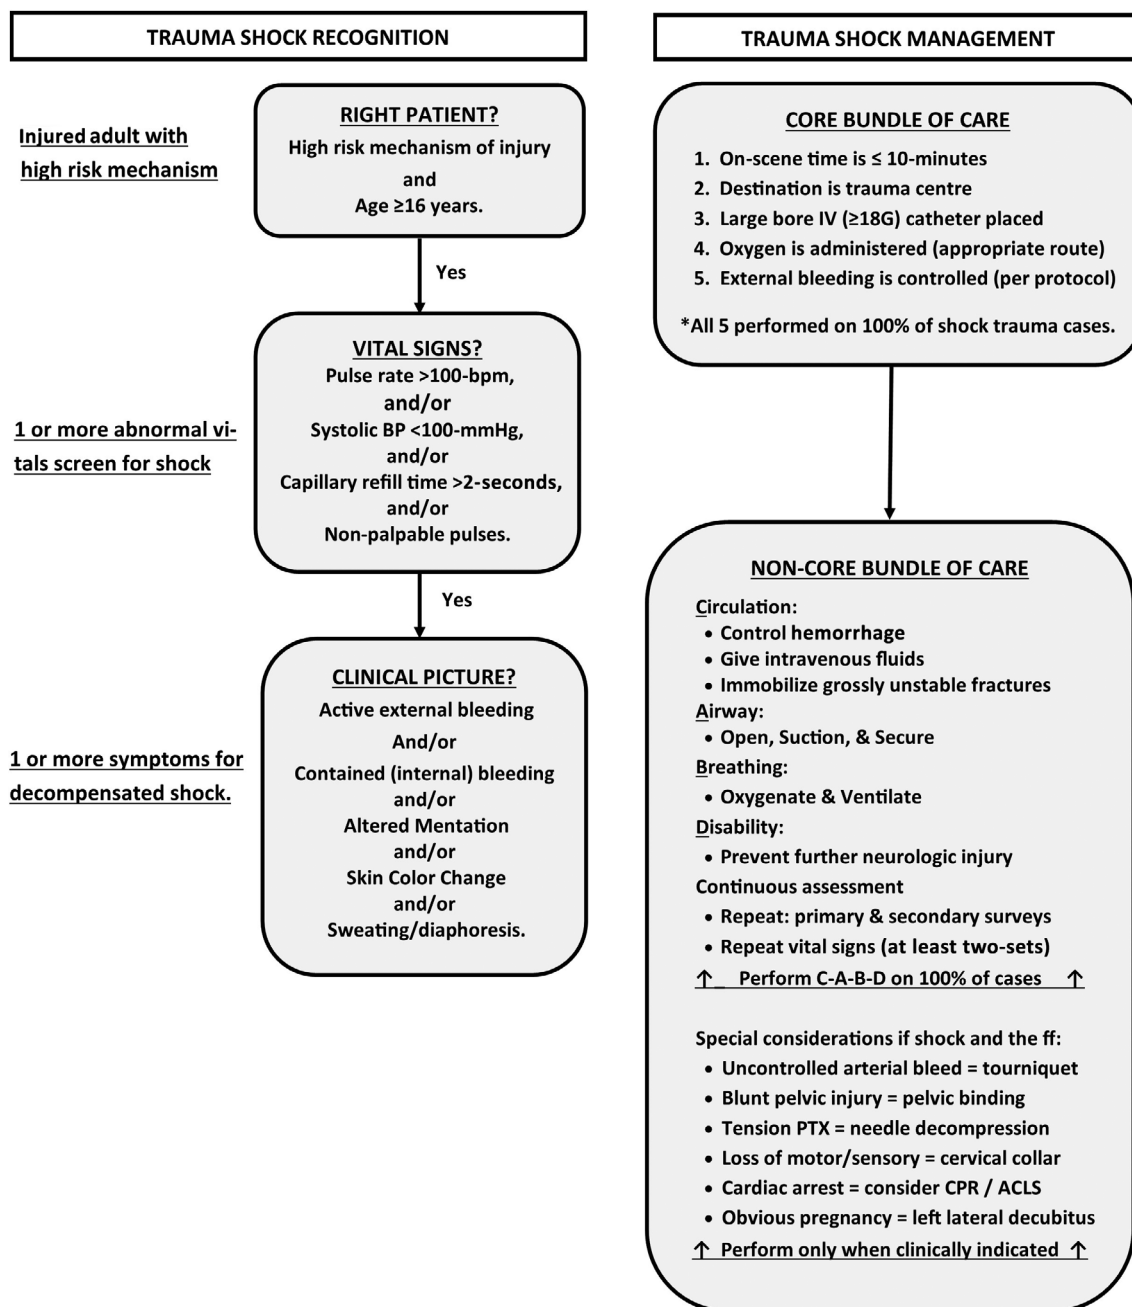 TRAUMA SHOCK RECOGNITION
Injured adult with
high risk mechanism
RIGHT PATIENT?
High risk mechanism of injury
and
Age ≥16 years.
Yes
1 or more abnormal vi-
tals screen for shock
VITAL SIGNS?
Pulse rate >100-bpm,
and/or
Systolic BP <100-mmHg,
and/or
Capillary refill time >2-seconds,
and/or
Non-palpable pulses.
Yes
1 or more symptoms for
decompensated shock.
CLINICAL PICTURE?
Active external bleeding
And/or
Contained (internal) bleeding
and/or
Altered Mentation
and/or
Skin Color Change
and/or
Sweating/diaphoresis.
TRAUMA SHOCK MANAGEMENT
CORE BUNDLE OF CARE
1. On-scene time is ≤ 10-minutes
2. Destination is trauma centre
3. Large bore IV (≥18G) catheter placed
4. Oxygen is administered (appropriate route)
5. External bleeding is controlled (per protocol)
*All 5 performed on 100% of shock trauma cases.
NON-CORE BUNDLE OF CARE
Circulation:
• Control hemorrhage
• Give intravenous fluids
• Immobilize grossly unstable fractures
Airway:
• Open, Suction, & Secure
Breathing:
• Oxygenate & Ventilate
Disability:
• Prevent further neurologic injury
Continuous assessment
• Repeat: primary & secondary surveys
• Repeat vital signs (at least two-sets)
↑_ Perform C-A-B-D on 100% of cases ↑
Special considerations if shock and the ff:
• Uncontrolled arterial bleed = tourniquet
• Blunt pelvic injury = pelvic binding
• Tension PTX = needle decompression
• Loss of motor/sensory = cervical collar
• Cardiac arrest = consider CPR / ACLS
• Obvious pregnancy = left lateral decubitus
↑ Perform only when clinically indicated ↑